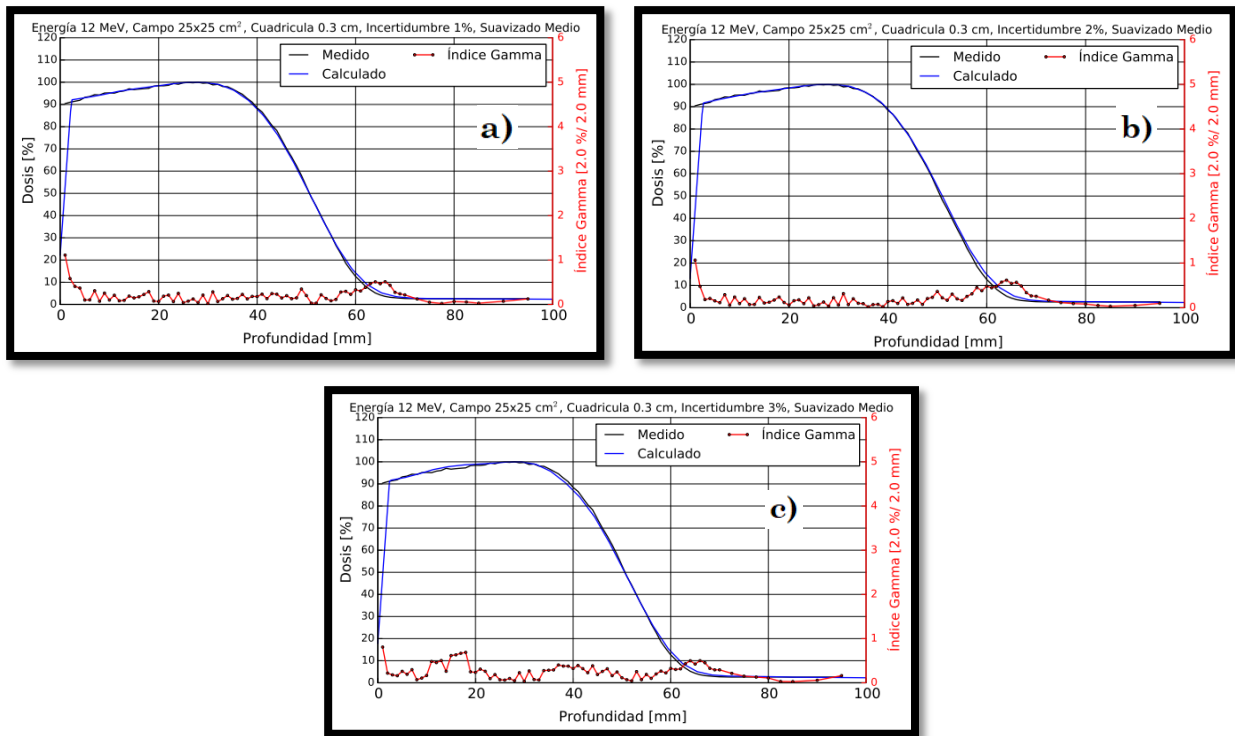 Energía 12 MeV, Campo 25x25 cm², Cuadricula 0.3 cm, Incertidumbre 1%, Suavizado Medio
120
110
100
90
80
70
60
50
40
30
20
10
0
Dosis [%]
Medido
Calculado
Índice Gamma
a)
6
5
4
3
2
1
0
Índice Gamma [2.0 %/ 2.0 mm]
0 20 40 60 80 100
Profundidad [mm]
Energía 12 MeV, Campo 25x25 cm², Cuadricula 0.3 cm, Incertidumbre 2%, Suavizado Medio
120
110
100
90
80
70
60
50
40
30
20
10
0
Dosis [%]
Medido
Calculado
Índice Gamma
b)
6
5
4
3
2
1
0
Índice Gamma [2.0 %/ 2.0 mm]
0 20 40 60 80 100
Profundidad [mm]
Energía 12 MeV, Campo 25x25 cm², Cuadricula 0.3 cm, Incertidumbre 3%, Suavizado Medio
120
110
100
90
80
70
60
50
40
30
20
10
0
Dosis [%]
Medido
Calculado
Índice Gamma
c)
6
5
4
3
2
1
0
Índice Gamma [2.0 %/ 2.0 mm]
0 20 40 60 80 100
Profundidad [mm]